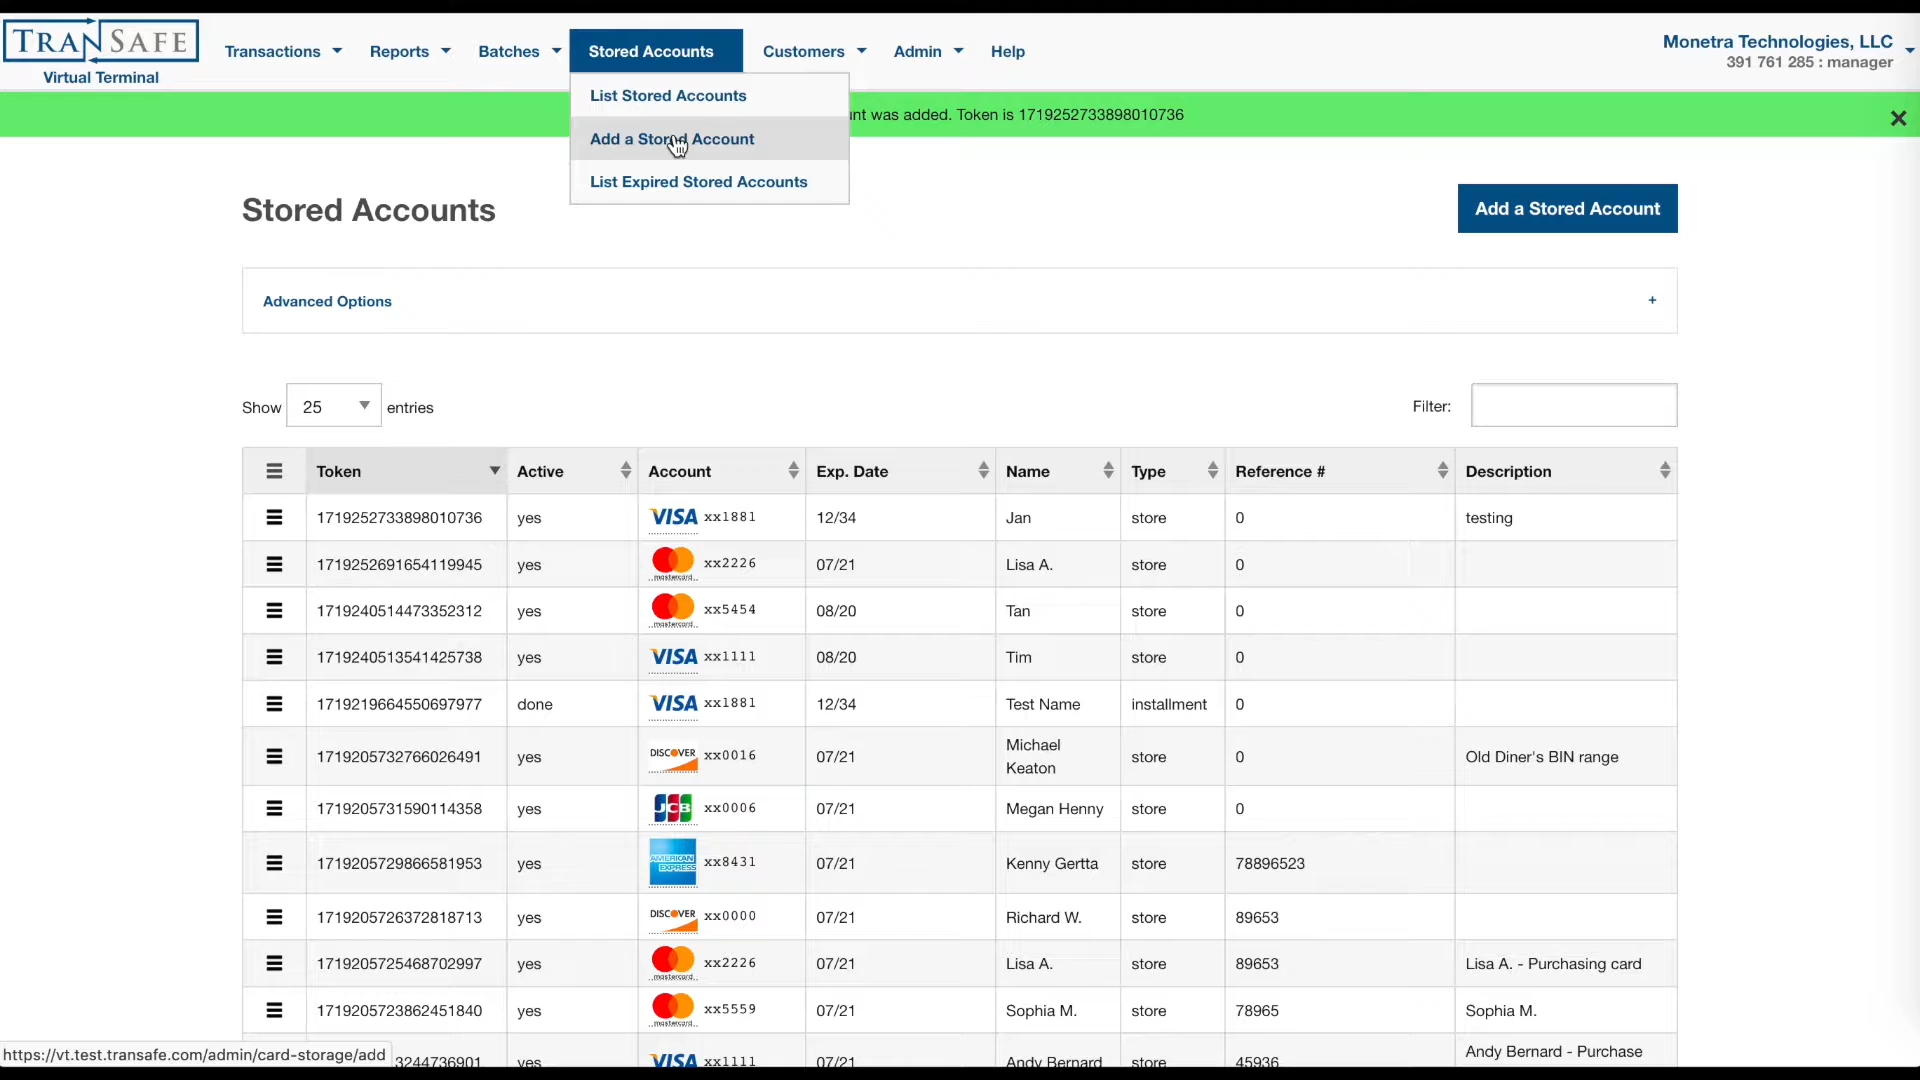 TRANSAFE
Virtual Terminal
Transactions Reports Batches Stored Accounts Customers Admin Help
Monetra Technologies, LLC
391 761 285 : manager
List Stored Accounts
Add a Stored Account
List Expired Stored Accounts
was added. Token is 1719252733898010736
Stored Accounts
Add a Stored Account
Advanced Options +
Show 25 entries
Filter:
Token Active Account Exp. Date Name Type Reference # Description
1719252733898010736 yes VISA xx1881 12/34 Jan store 0 testing
1719252691654119945 yes mastercard xx2226 07/21 Lisa A. store 0
1719240514473352312 yes mastercard xx5454 08/20 Tan store 0
1719240513541425738 yes VISA xx1111 08/20 Tim store 0
1719219664550697977 done VISA xx1881 12/34 Test Name installment 0
1719205732766026491 yes DISCOVER xx0016 07/21 Michael Keaton store 0 Old Diner's BIN range
1719205731590114358 yes JCB xx0006 07/21 Megan Henny store 0
1719205729866581953 yes AMERICAN EXPRESS xx8431 07/21 Kenny Gertta store 78896523
1719205726372818713 yes DISCOVER xx0000 07/21 Richard W. store 89653
1719205725468702997 yes mastercard xx2226 07/21 Lisa A. store 89653 Lisa A. - Purchasing card
1719205723862451840 yes mastercard xx5559 07/21 Sophia M. store 78965 Sophia M.
3244736901 yes VISA xx1111 07/21 Andy Bernard store 45936 Andy Bernard - Purchase
https://vt.test.transafe.com/admin/card-storage/add